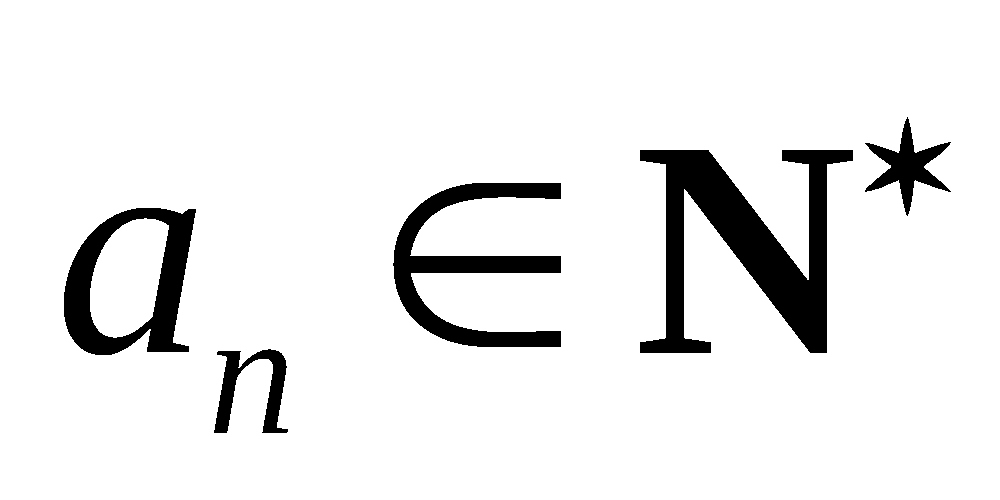 aₙ ∈ N*